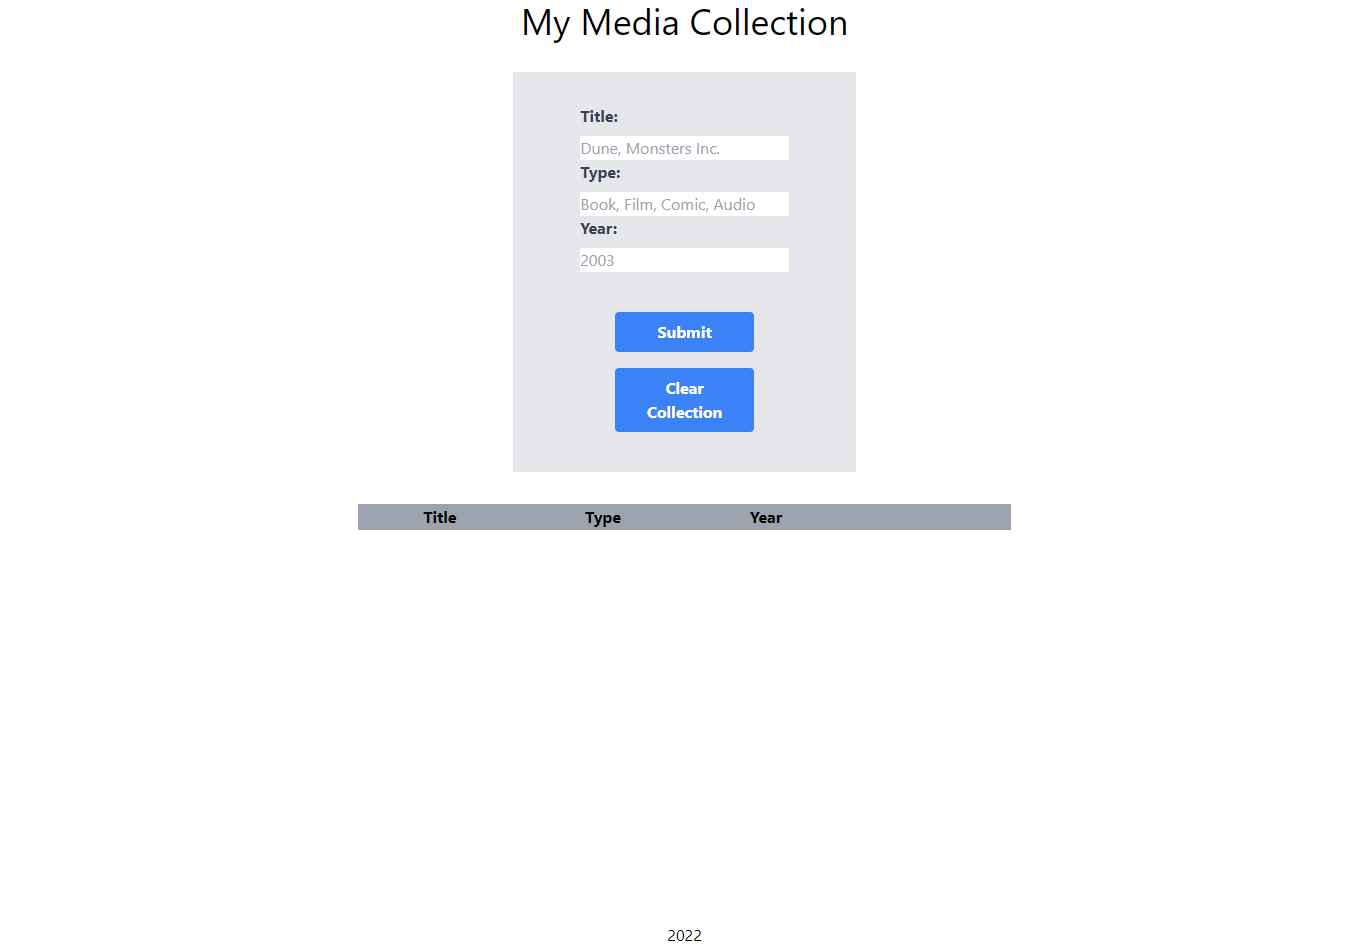 My Media Collection
Title:
Dune, Monsters Inc.
Type:
Book, Film, Comic, Audio
Year:
2003
Submit
Clear
Collection
Title Type Year
2022